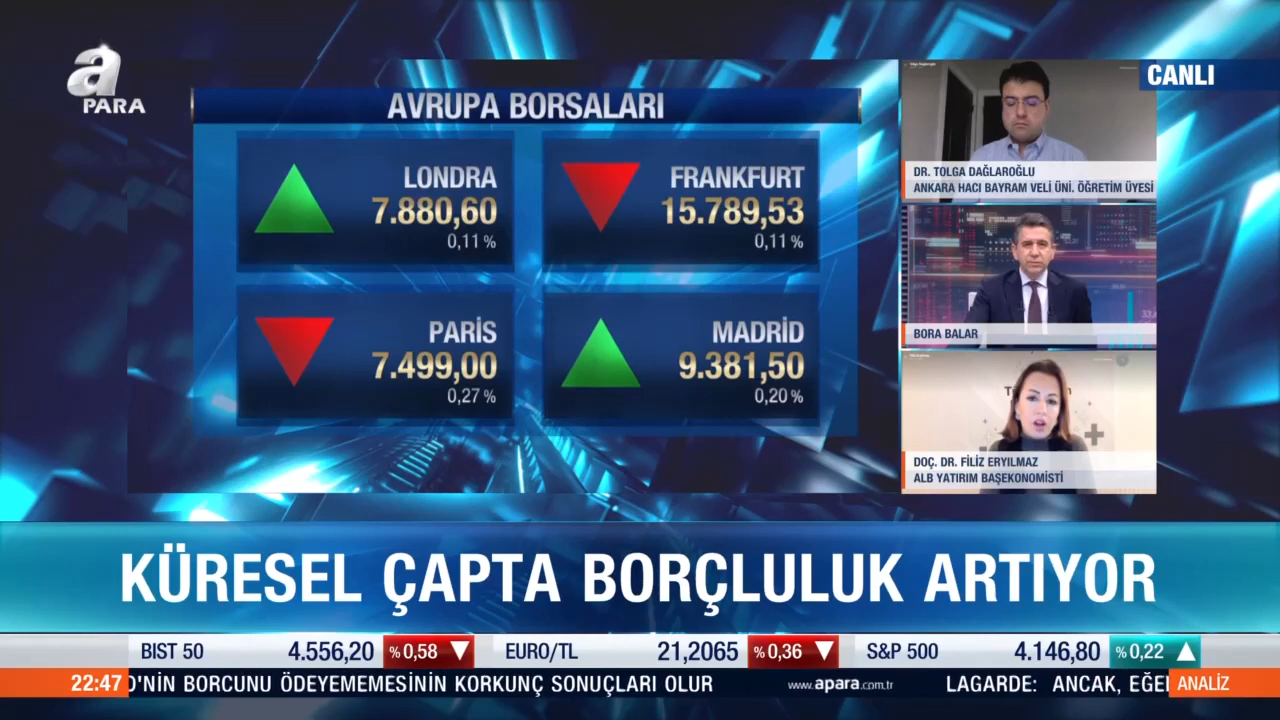 a
PARA
AVRUPA BORSALARI
LONDRA
7.880,60
0,11 %
FRANKFURT
15.789,53
0,11 %
PARİS
7.499,00
0,27 %
MADRİD
9.381,50
0,20 %
CANLI
DR. TOLGA DAĞLAROĞLU
ANKARA HACI BAYRAM VELİ ÜNİ. ÖĞRETİM ÜYESİ
BORA BALAR
DOÇ. DR. FİLİZ ERYILMAZ
ALB YATIRIM BAŞEKONOMİSTİ
KÜRESEL ÇAPTA BORÇLULUK ARTIYOR
BIST 50 4.556,20 %0,58 EURO/TL 21,2065 %0,36 S&P 500 4.146,80 %0,22
22:47 D'NİN BORCUNU ÖDEYEMEMESİNİN KORKUNÇ SONUÇLARI OLUR www.apara.com.tr LAGARDE: ANCAK, EĞE ANALİZ